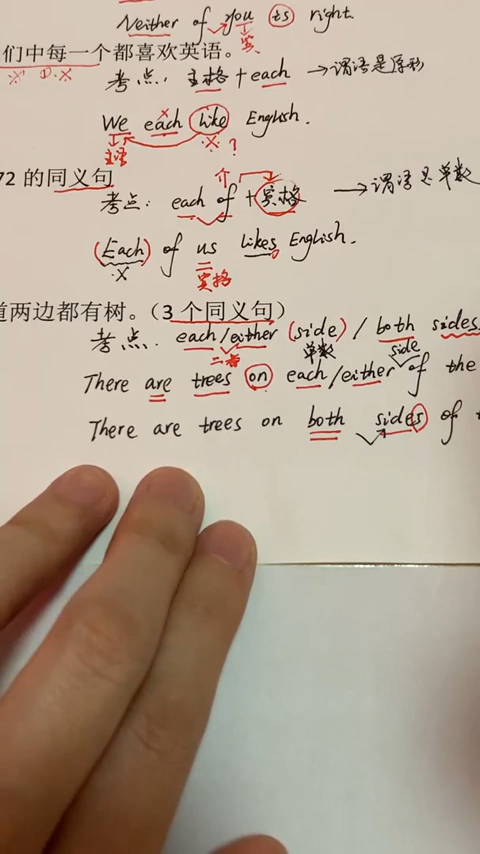 Neither of you is right.
宾
们中每一个都喜欢英语。
考点: 主格+each →谓语是原形
We each like English.
主语 ?
72 的同义句
介
考点: each of +宾格 →谓语是单数
(Each) of us likes English.
宾格
道两边都有树。（3 个同义句）
考点. each/either (side) / both sides
二者 单数 side
There are trees on each/either of the
There are trees on both sides of